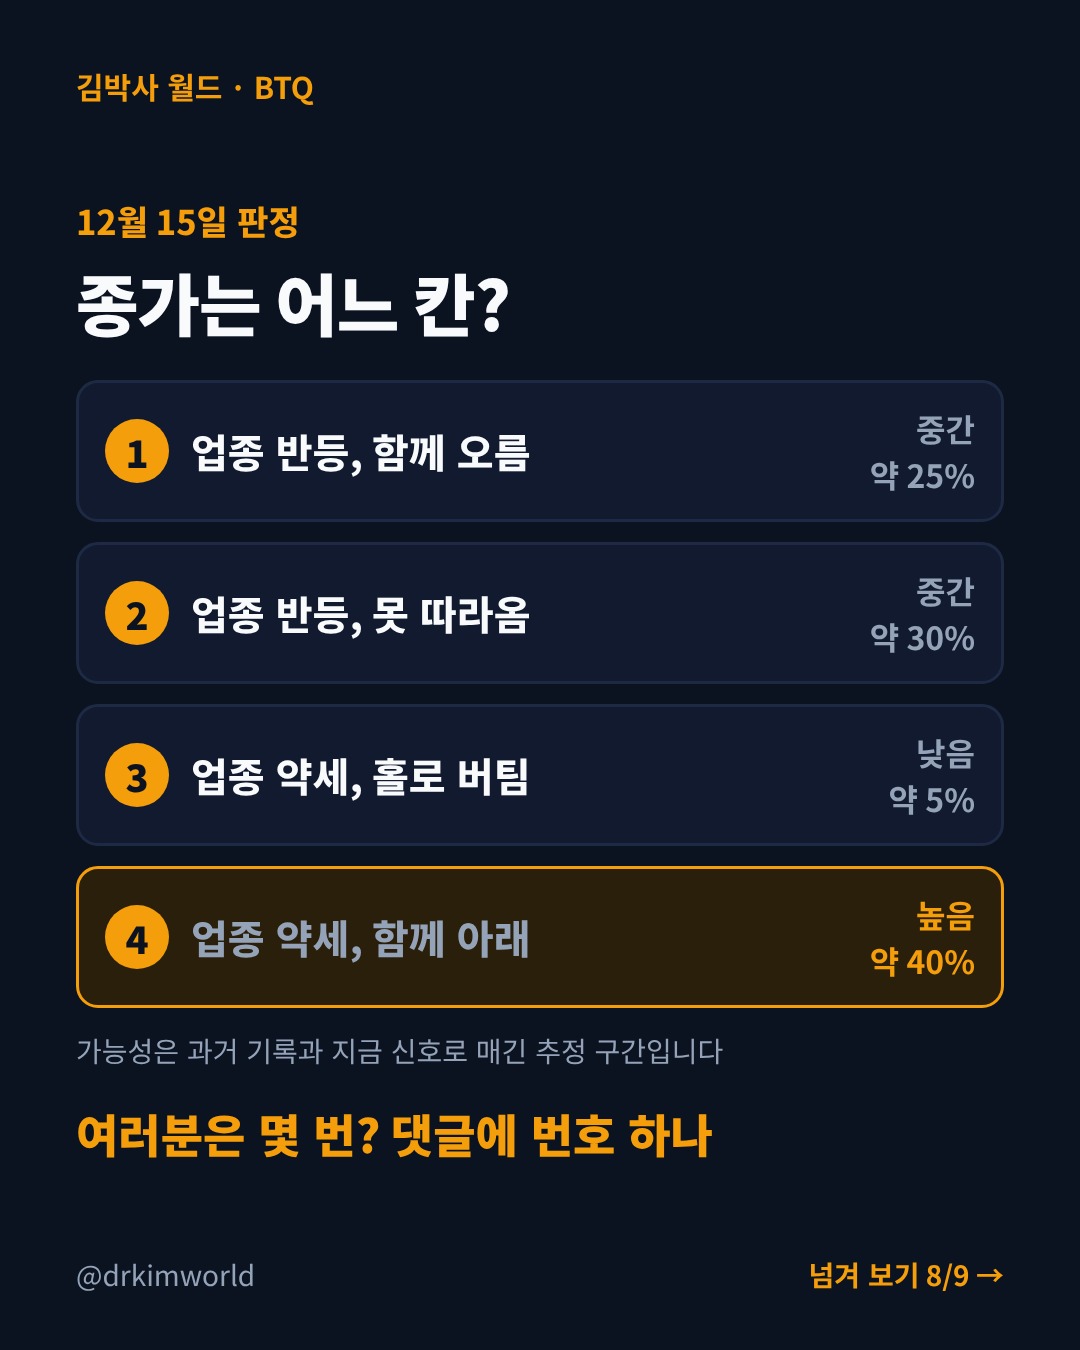 김박사 월드 · BTQ
12월 15일 판정
종가는 어느 칸?
1 업종 반등, 함께 오름
중간
약 25%
2 업종 반등, 못 따라옴
중간
약 30%
3 업종 약세, 홀로 버팀
낮음
약 5%
4 업종 약세, 함께 아래
높음
약 40%
가능성은 과거 기록과 지금 신호로 매긴 추정 구간입니다
여러분은 몇 번? 댓글에 번호 하나
@drkimworld
넘겨 보기 8/9 →